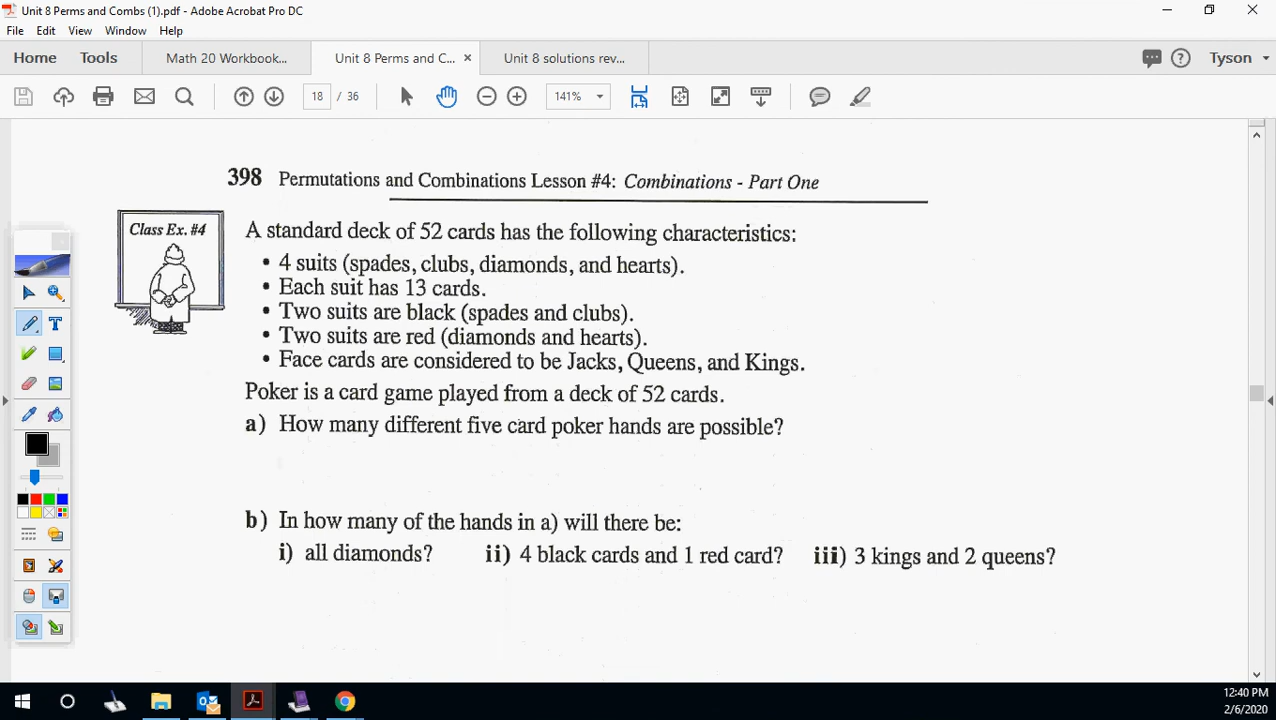 Unit 8 Perms and Combs (1).pdf - Adobe Acrobat Pro DC
File Edit View Window Help
Home Tools Math 20 Workbook... Unit 8 Perms and C... × Unit 8 solutions rev... Tyson
18 / 36 141%
398 Permutations and Combinations Lesson #4: Combinations - Part One
Class Ex. #4
A standard deck of 52 cards has the following characteristics:
• 4 suits (spades, clubs, diamonds, and hearts).
• Each suit has 13 cards.
• Two suits are black (spades and clubs).
• Two suits are red (diamonds and hearts).
• Face cards are considered to be Jacks, Queens, and Kings.
Poker is a card game played from a deck of 52 cards.
a) How many different five card poker hands are possible?
b) In how many of the hands in a) will there be:
i) all diamonds? ii) 4 black cards and 1 red card? iii) 3 kings and 2 queens?
12:40 PM
2/6/2020